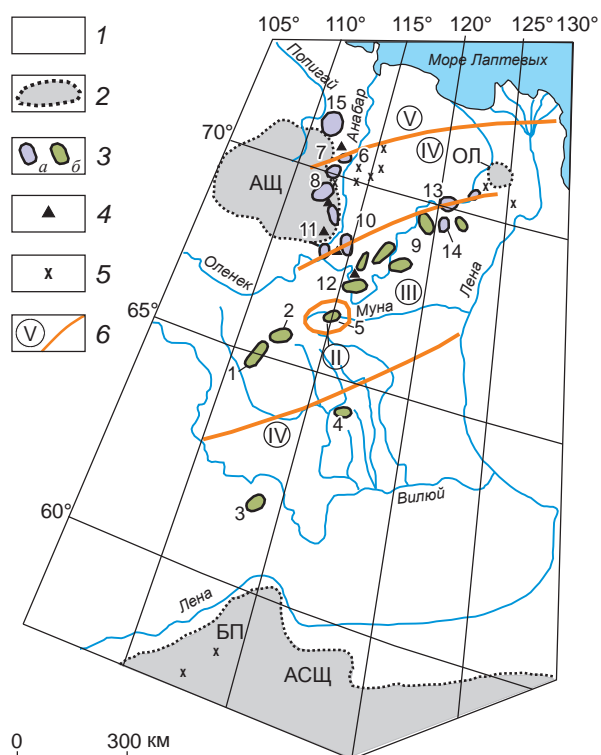 105° 110° 115° 120° 125° 130°
1
2
3
а б
4
5
V 6
Море Лаптевых
Попигай
Анабар
15
70°
V
7
6
IV
ОЛ
АЩ
8
13
11
10
9
14
Оленек
12
III
Лена
65°
Муна
2
5
II
1
IV
4
Вилюй
3
60°
Лена
БП
АСЩ
0 300 км